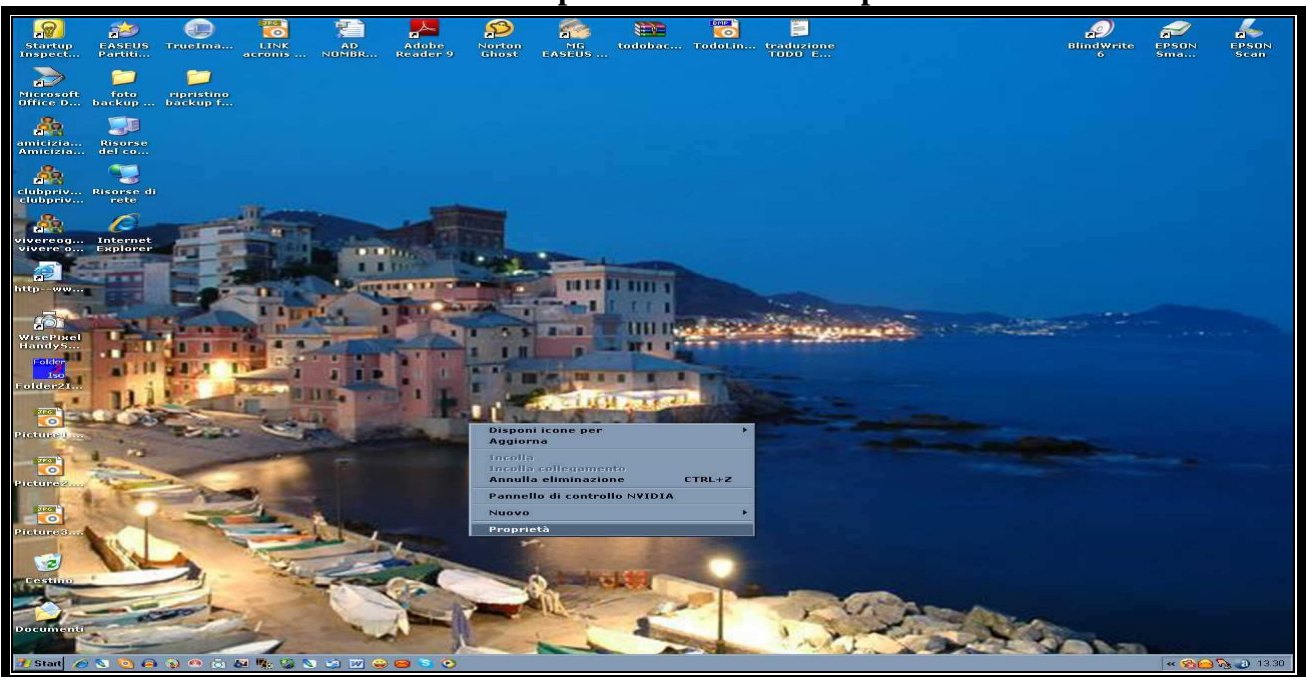 Startup Inspect...
EASEUS Partiti...
TrueIma...
LINK acronis ...
AD NOMBR...
Adobe Reader 9
Norton Ghost
MG EASEUS ...
todobac...
TodoLin...
traduzione TODO E...
BlindWrite 6
EPSON Sma...
EPSON Scan
Microsoft Office D...
foto backup ...
ripristino backup f...
amicizia... Amicizia...
Risorse del co...
clubpriv... clubpriv...
Risorse di rete
vivereog... vivere o...
Internet Explorer
http--ww...
WisePixel HandyS...
Folder Iso
Folder2I...
JPG
Picture1 ...
JPG
Picture2....
JPG
Picture3...
Cestino
Documenti
Disponi icone per
Aggiorna
Incolla
Incolla collegamento
Annulla eliminazione CTRL+Z
Pannello di controllo NVIDIA
Nuovo
Proprietà
Start
13.30